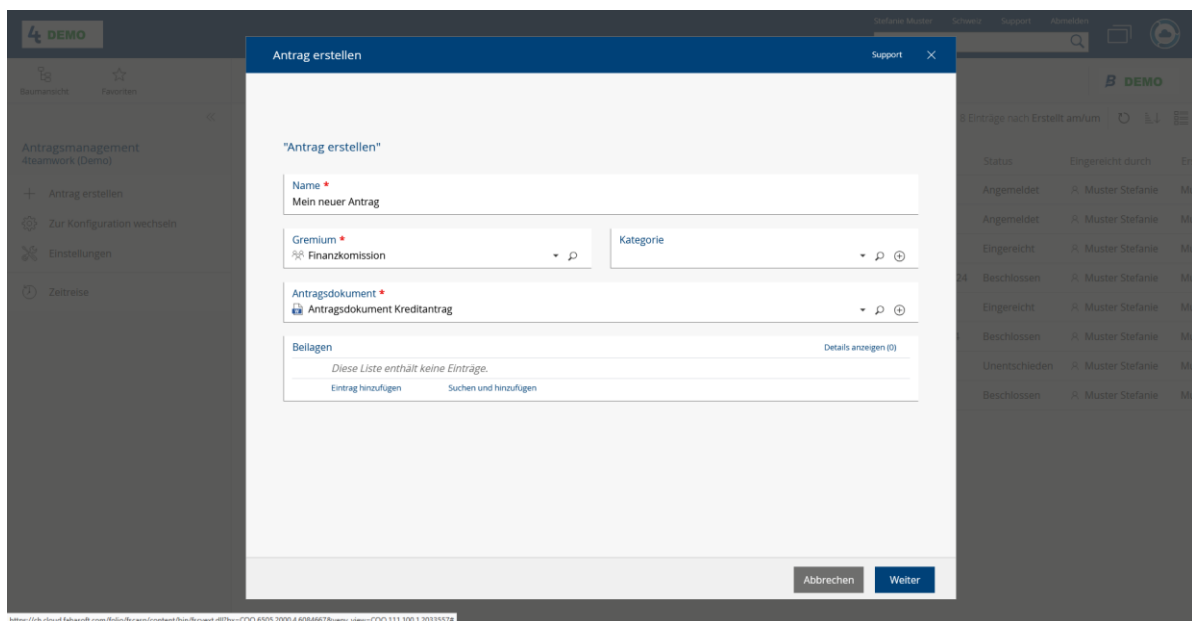 Stefanie Muster Schweiz Support Abmelden
4 DEMO
Antrag erstellen Support
Baumansicht Favoriten
B DEMO
8 Einträge nach Erstellt am/um
Antragsmanagement
4teamwork (Demo)
"Antrag erstellen"
Status Eingereicht durch Er
Name *
Mein neuer Antrag
Antrag erstellen
Angemeldet Muster Stefanie
Zur Konfiguration wechseln
Angemeldet Muster Stefanie
Gremium * Kategorie
Finanzkomission
Einstellungen
Eingereicht Muster Stefanie
24 Beschlossen Muster Stefanie
Zeitreise
Antragsdokument *
Antragsdokument Kreditantrag
Eingereicht Muster Stefanie
Beilagen Details anzeigen (0)
Beschlossen Muster Stefanie
Diese Liste enthält keine Einträge.
Unentschieden Muster Stefanie
Eintrag hinzufügen Suchen und hinzufügen
Beschlossen Muster Stefanie
Abbrechen Weiter